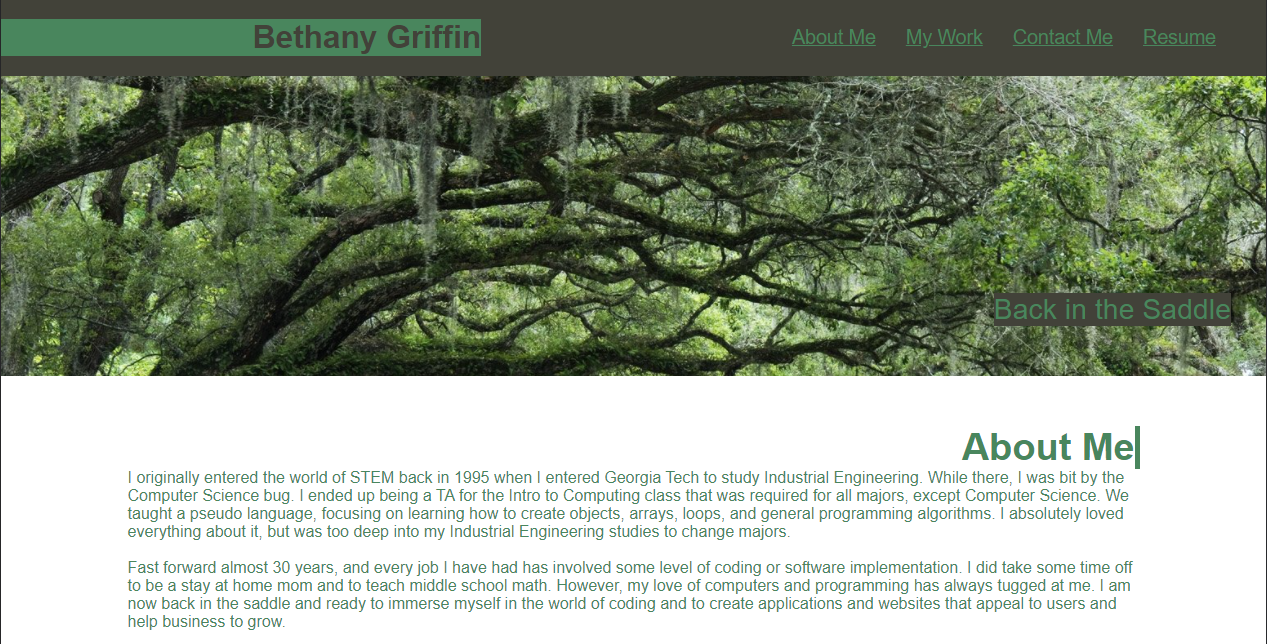 Bethany Griffin
About Me My Work Contact Me Resume
Back in the Saddle
About Me
I originally entered the world of STEM back in 1995 when I entered Georgia Tech to study Industrial Engineering. While there, I was bit by the
Computer Science bug. I ended up being a TA for the Intro to Computing class that was required for all majors, except Computer Science. We
taught a pseudo language, focusing on learning how to create objects, arrays, loops, and general programming algorithms. I absolutely loved
everything about it, but was too deep into my Industrial Engineering studies to change majors.
Fast forward almost 30 years, and every job I have had has involved some level of coding or software implementation. I did take some time off
to be a stay at home mom and to teach middle school math. However, my love of computers and programming has always tugged at me. I am
now back in the saddle and ready to immerse myself in the world of coding and to create applications and websites that appeal to users and
help business to grow.